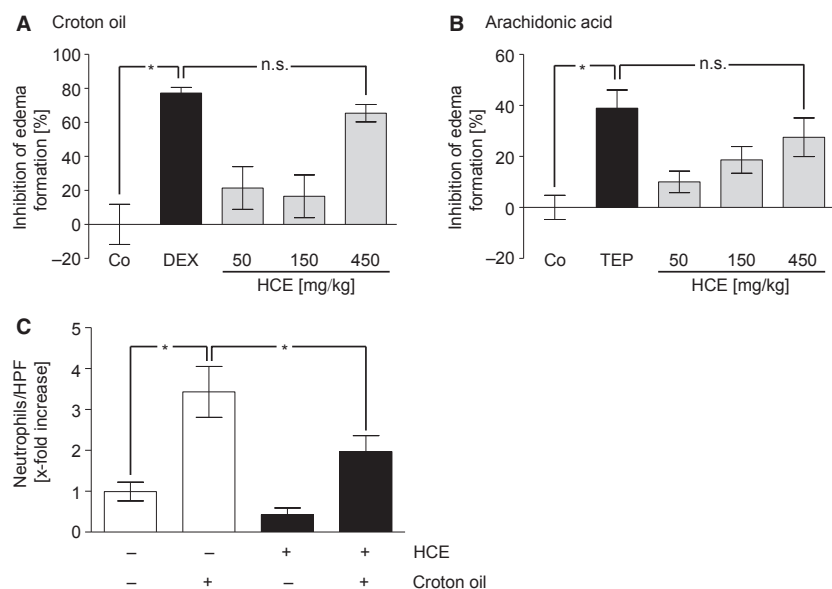 A Croton oil
Inhibition of edema
formation [%]
100
80
60
40
20
0
–20
*
n.s.
Co DEX 50 150 450
HCE [mg/kg]
B Arachidonic acid
Inhibition of edema
formation [%]
60
40
20
0
–20
*
n.s.
Co TEP 50 150 450
HCE [mg/kg]
C
Neutrophils/HPF
[x-fold increase]
5
4
3
2
1
0
* *
– – + + HCE
– + – + Croton oil